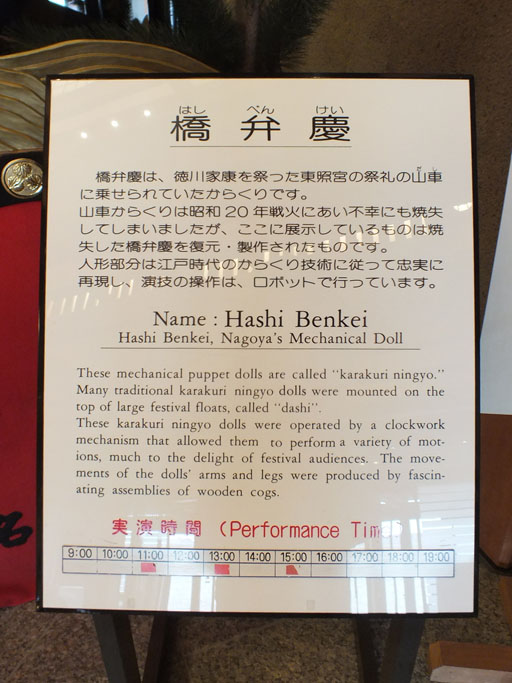 はし べん けい
橋 弁 慶
橋弁慶は、徳川家康を祭った東照宮の祭礼の山車
に乗せられていたからくりです。
山車からくりは昭和20年戦火にあい不幸にも焼失
してしまいましたが、ここに展示しているものは焼
失した橋弁慶を復元・製作されたものです。
人形部分は江戸時代のからくり技術に従って忠実に
再現し、演技の操作は、ロボットで行っています。
Name : Hashi Benkei
Hashi Benkei, Nagoya's Mechanical Doll
These mechanical puppet dolls are called "karakuri ningyo."
Many traditional karakuri ningyo dolls were mounted on the
top of large festival floats, called "dashi".
These karakuri ningyo dolls were operated by a clockwork
mechanism that allowed them to perform a variety of mot-
ions, much to the delight of festival audiences. The move-
ments of the dolls' arms and legs were produced by fascin-
ating assemblies of wooden cogs.
実演時間 (Performance Time)
9:00 10:00 11:00 12:00 13:00 14:00 15:00 16:00 17:00 18:00 19:00